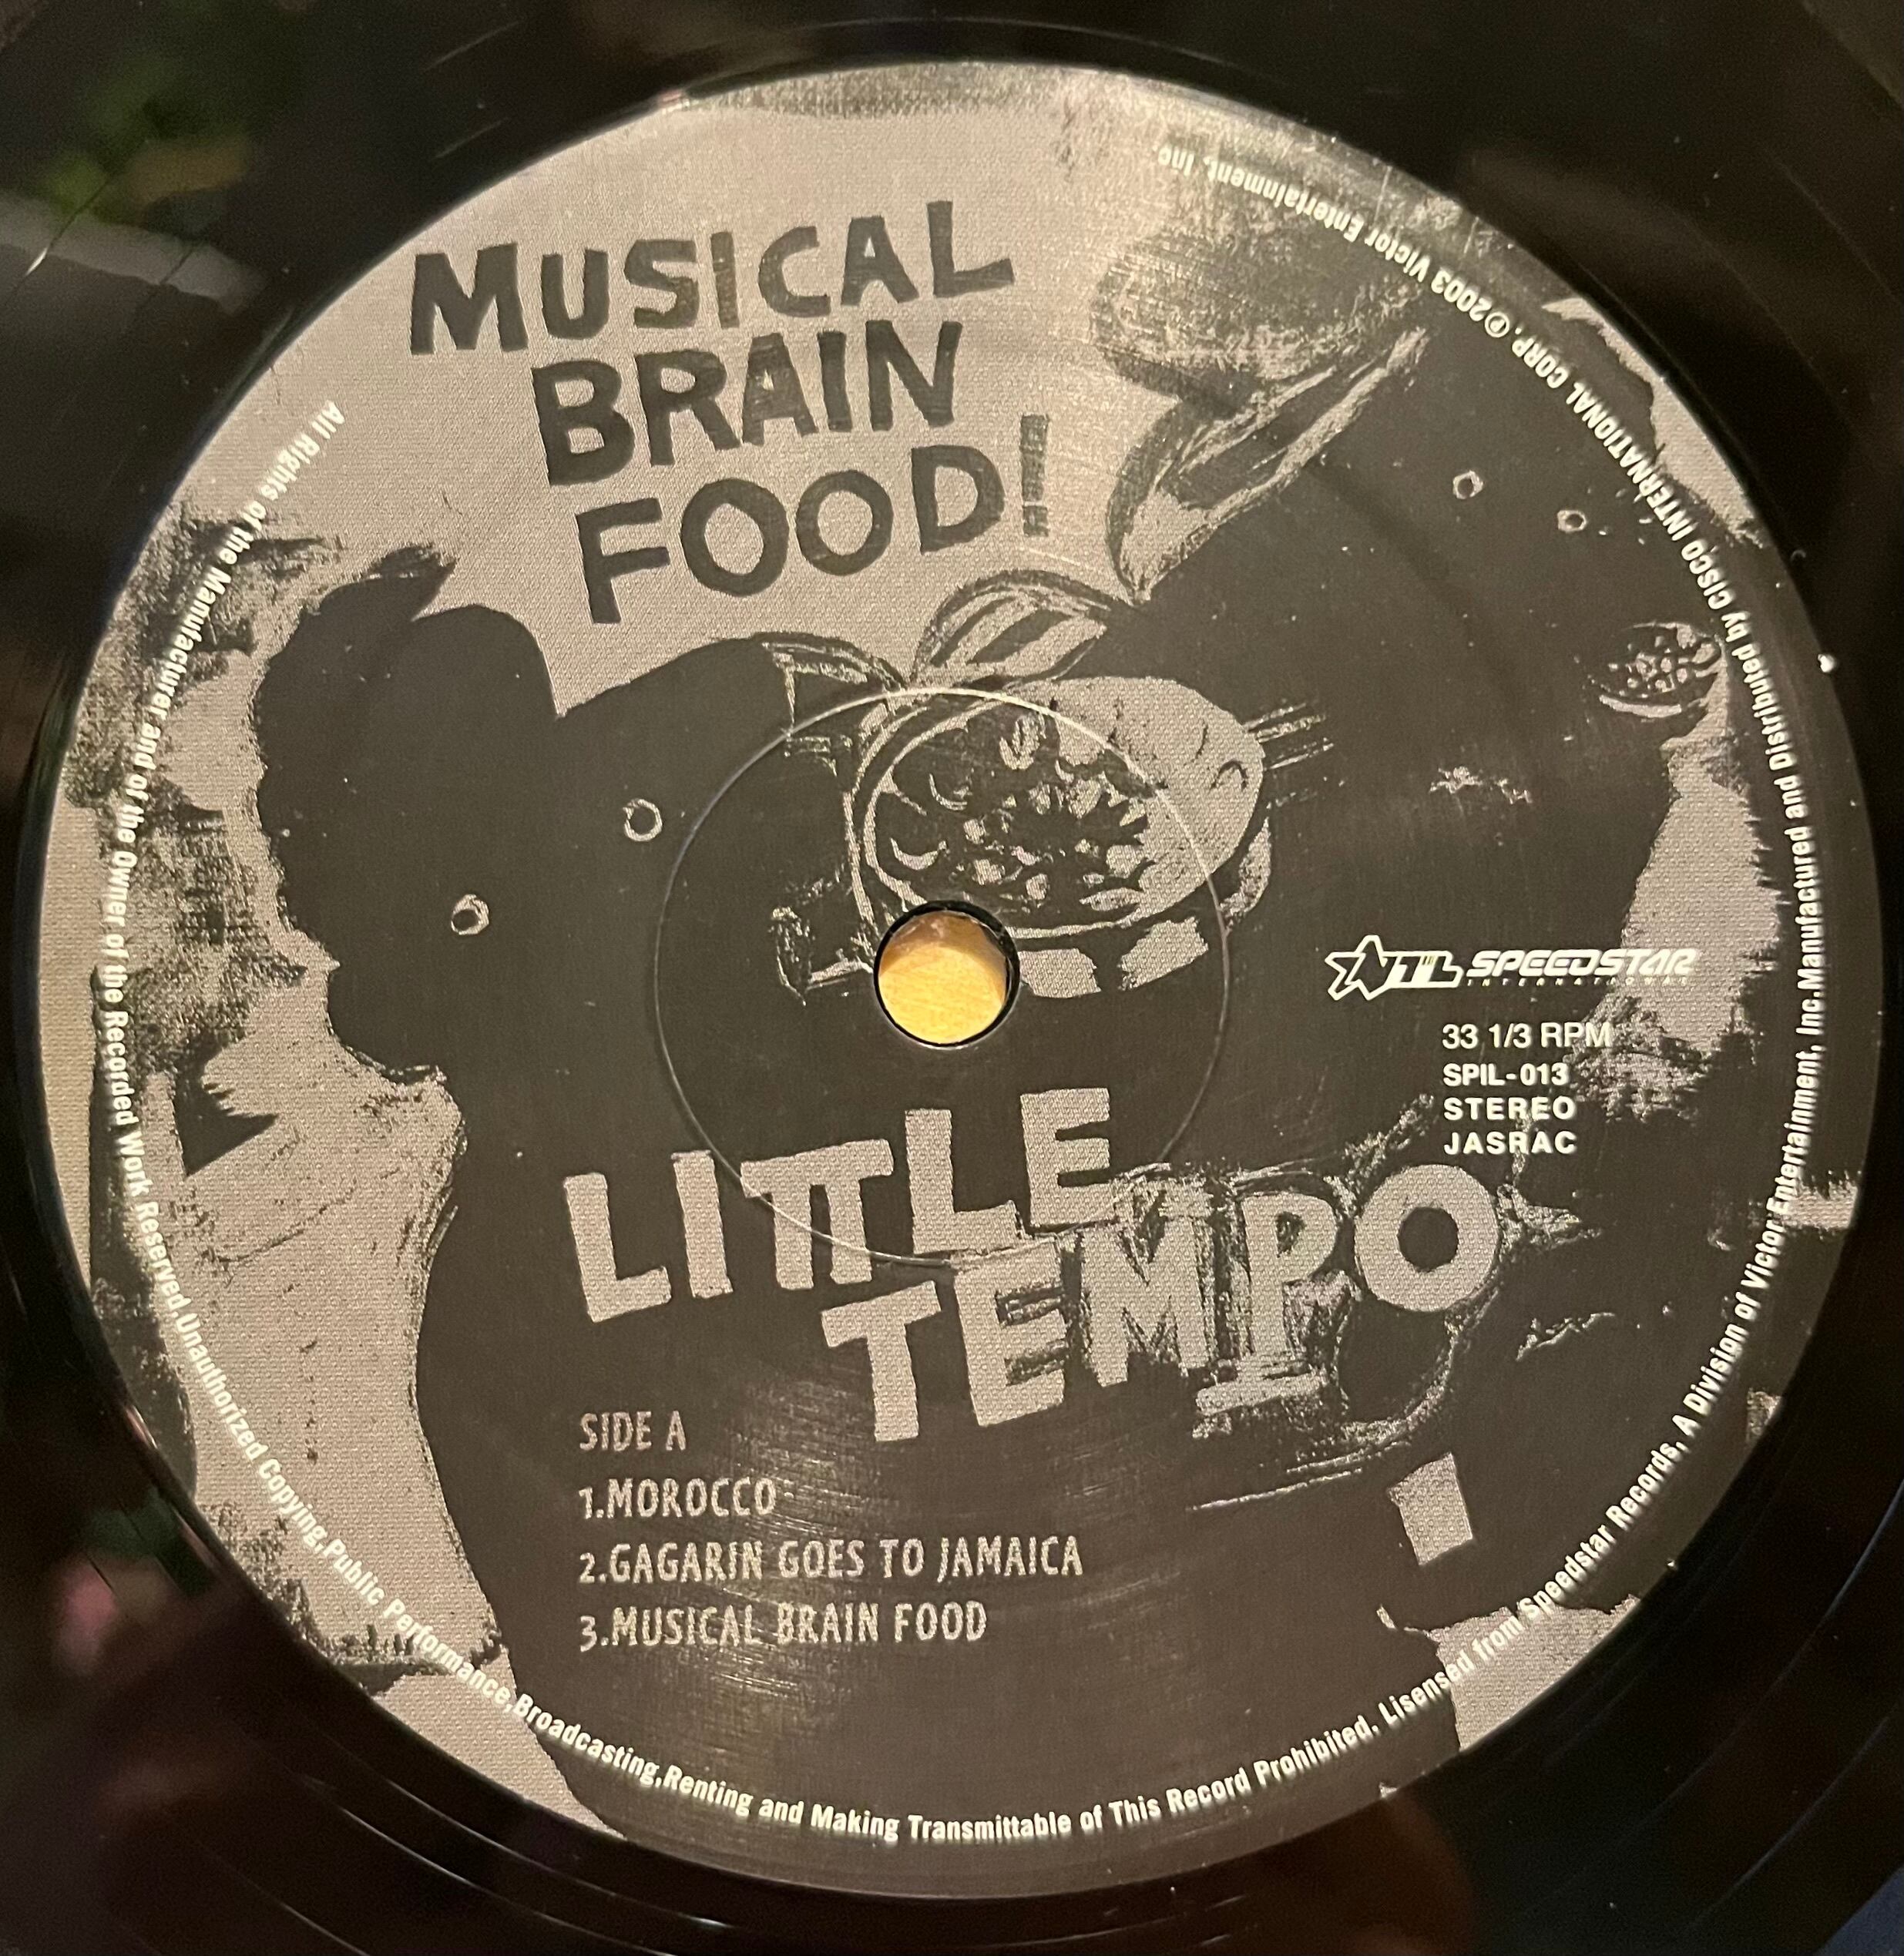 MUSICAL
BRAIN
FOOD!
NTL SPEEDSTAR
INTERNATIONAL
33 1/3 RPM
SPIL-013
STEREO
JASRAC
LITTLE
TEMPO
SIDE A
1.MOROCCO
2.GAGARIN GOES TO JAMAICA
3.MUSICAL BRAIN FOOD
All Rights of the Manufacturer and of the Owner of the Recorded Work Reserved.Unauthorized Copying,Public Performance,Broadcasting,Renting and Making Transmittable of This Record Prohibited. Lisensed from Speedstar Records, A Division of Victor Entertainment, Inc.Manufactured and Distributed by CISCO INTERNATIONAL CORP. ℗2003 Victor Entertainment, Inc.